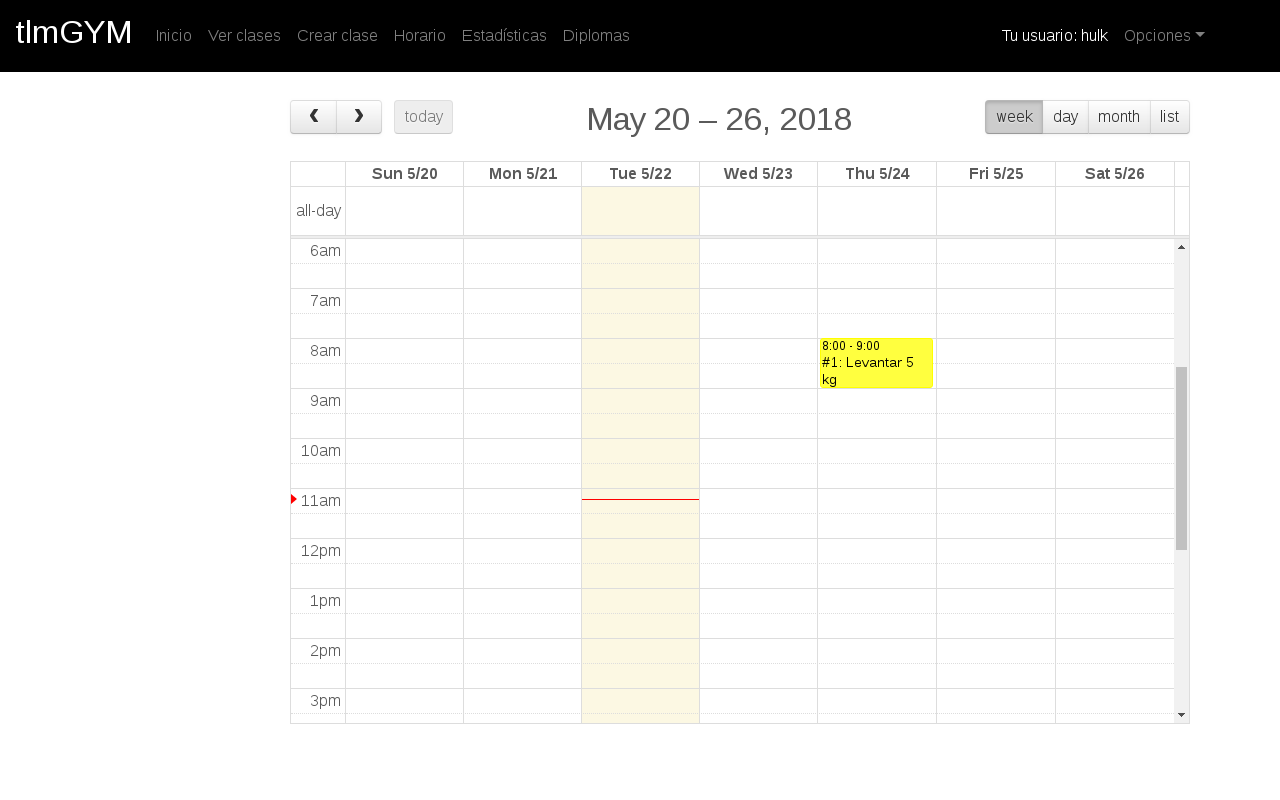 tlmGYM Inicio Ver clases Crear clase Horario Estadísticas Diplomas Tu usuario: hulk Opciones
today May 20 – 26, 2018 week day month list
Sun 5/20 Mon 5/21 Tue 5/22 Wed 5/23 Thu 5/24 Fri 5/25 Sat 5/26
all-day
6am
7am
8am
8:00 - 9:00
#1: Levantar 5
kg
9am
10am
11am
12pm
1pm
2pm
3pm